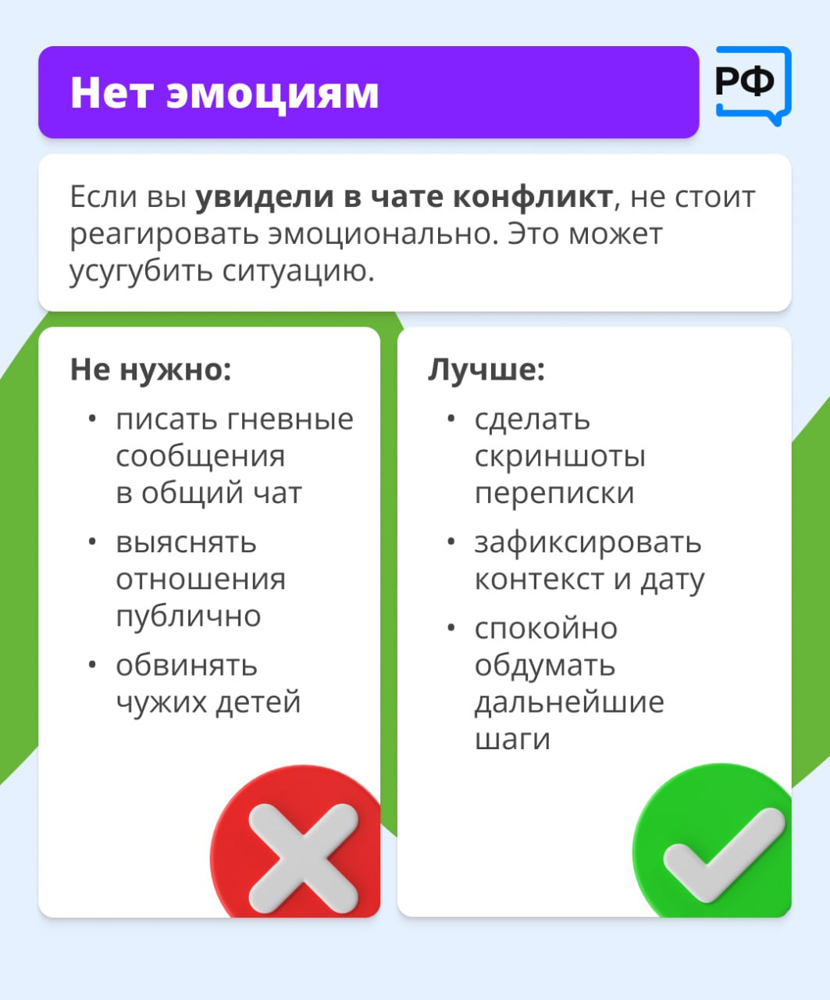 Нет эмоциям
РФ
Если вы увидели в чате конфликт, не стоит
реагировать эмоционально. Это может
усугубить ситуацию.
Не нужно:
• писать гневные
сообщения
в общий чат
• выяснять
отношения
публично
• обвинять
чужих детей
Лучше:
• сделать
скриншоты
переписки
• зафиксировать
контекст и дату
• спокойно
обдумать
дальнейшие
шаги